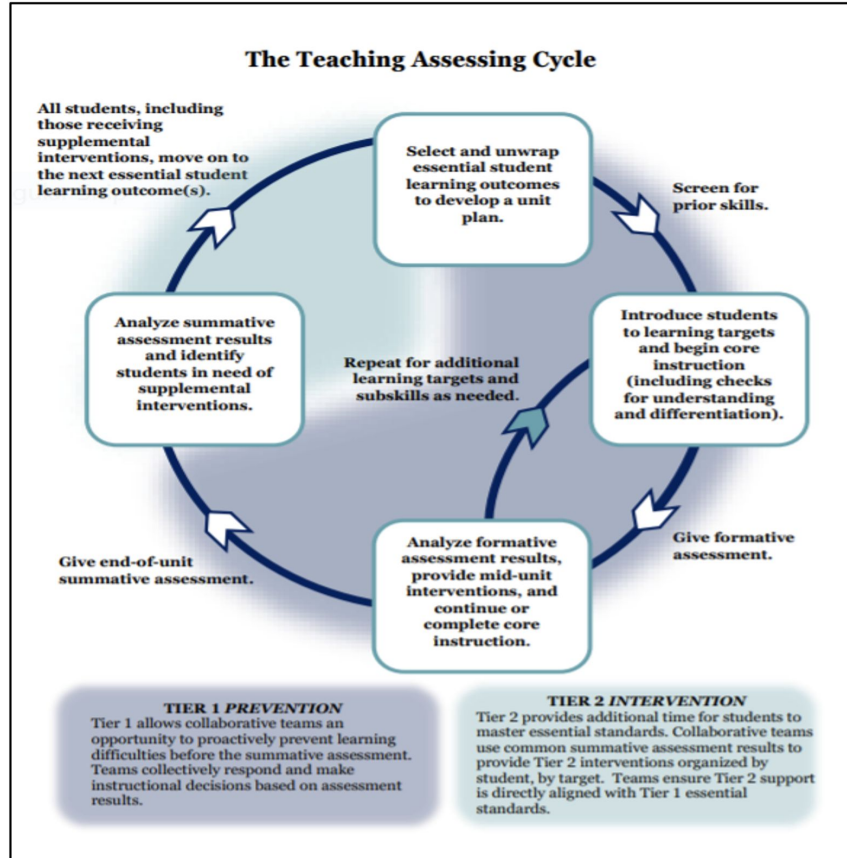 The Teaching Assessing Cycle
All students, including
those receiving
supplemental
interventions, move on to
the next essential student
learning outcome(s).
Select and unwrap
essential student
learning outcomes
to develop a unit
plan.
Screen for
prior skills.
Analyze summative
assessment results
and identify
students in need of
supplemental
interventions.
Repeat for additional
learning targets and
subskills as needed.
Introduce students
to learning targets
and begin core
instruction
(including checks
for understanding
and differentiation).
Give end-of-unit
summative assessment.
Analyze formative
assessment results,
provide mid-unit
interventions, and
continue or
complete core
instruction.
Give formative
assessment.
TIER 1 PREVENTION
Tier 1 allows collaborative teams an
opportunity to proactively prevent learning
difficulties before the summative assessment.
Teams collectively respond and make
instructional decisions based on assessment
results.
TIER 2 INTERVENTION
Tier 2 provides additional time for students to
master essential standards. Collaborative teams
use common summative assessment results to
provide Tier 2 interventions organized by
student, by target. Teams ensure Tier 2 support
is directly aligned with Tier 1 essential
standards.